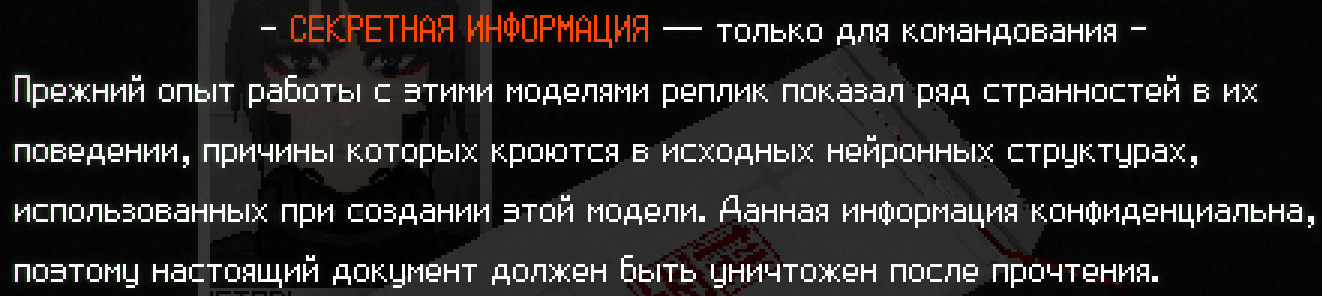 - СЕКРЕТНАЯ ИНФОРМАЦИЯ — только для командования -
Прежний опыт работы с этими моделями реплик показал ряд странностей в их
поведении, причины которых кроются в исходных нейронных структурах,
использованных при создании этой модели. Данная информация конфиденциальна,
поэтому настоящий документ должен быть уничтожен после прочтения.